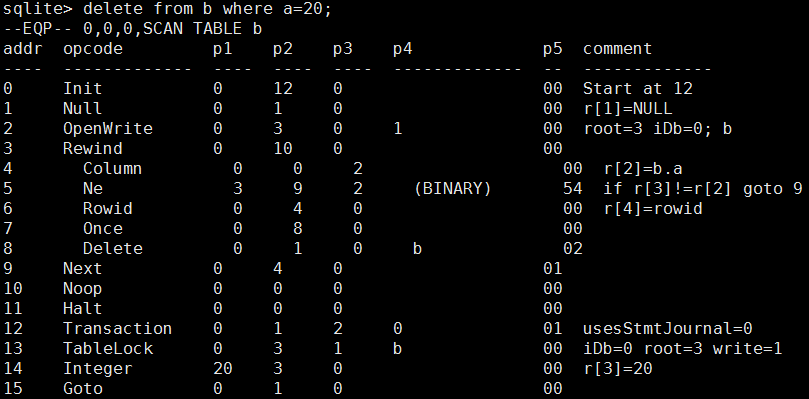 sqlite> delete from b where a=20;
--EQP-- 0,0,0,SCAN TABLE b
addr  opcode         p1    p2    p3    p4             p5  comment
----  -------------  ----  ----  ----  -------------  --  -------------
0     Init           0     12    0                    00  Start at 12
1     Null           0     1     0                    00  r[1]=NULL
2     OpenWrite      0     3     0     1              00  root=3 iDb=0; b
3     Rewind         0     10    0                    00
4       Column         0     0     2                    00  r[2]=b.a
5       Ne             3     9     2     (BINARY)       54  if r[3]!=r[2] goto 9
6       Rowid          0     4     0                    00  r[4]=rowid
7       Once           0     8     0                    00
8       Delete         0     1     0     b              02
9     Next           0     4     0                    01
10    Noop           0     0     0                    00
11    Halt           0     0     0                    00
12    Transaction    0     1     2     0              01  usesStmtJournal=0
13    TableLock      0     3     1     b              00  iDb=0 root=3 write=1
14    Integer        20    3     0                    00  r[3]=20
15    Goto           0     1     0                    00